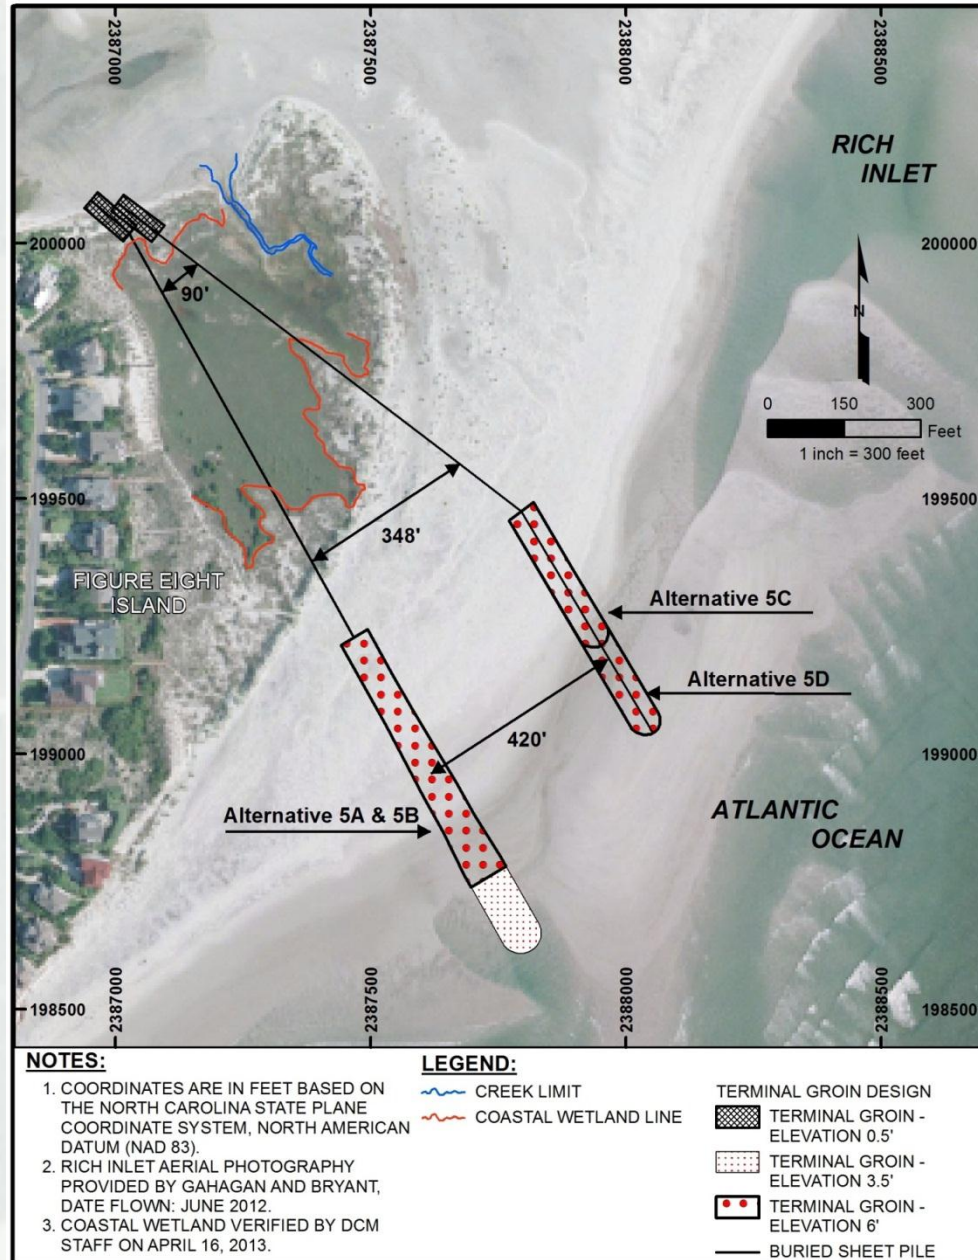 2387000
2387500
2388000
2388500
RICH
INLET
200000
200000
90'
N
0 150 300
Feet
1 inch = 300 feet
199500
199500
348'
FIGURE EIGHT
ISLAND
Alternative 5C
Alternative 5D
420'
199000
199000
Alternative 5A & 5B
ATLANTIC
OCEAN
198500
198500
2387000
2387500
2388000
2388500
NOTES:
1. COORDINATES ARE IN FEET BASED ON
THE NORTH CAROLINA STATE PLANE
COORDINATE SYSTEM, NORTH AMERICAN
DATUM (NAD 83).
2. RICH INLET AERIAL PHOTOGRAPHY
PROVIDED BY GAHAGAN AND BRYANT,
DATE FLOWN: JUNE 2012.
3. COASTAL WETLAND VERIFIED BY DCM
STAFF ON APRIL 16, 2013.
LEGEND:
CREEK LIMIT
COASTAL WETLAND LINE
TERMINAL GROIN DESIGN
TERMINAL GROIN -
ELEVATION 0.5'
TERMINAL GROIN -
ELEVATION 3.5'
TERMINAL GROIN -
ELEVATION 6'
BURIED SHEET PILE